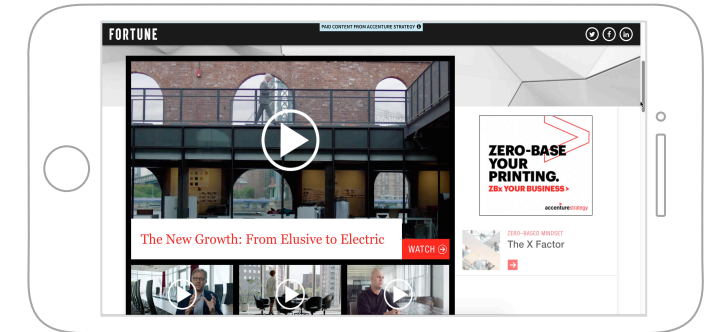 FORTUNE
PAID CONTENT FROM ACCENTURE STRATEGY
The New Growth: From Elusive to Electric
WATCH
ZERO-BASE
YOUR
PRINTING.
ZBx YOUR BUSINESS >
accenturestrategy
ZERO-BASED MINDSET
The X Factor